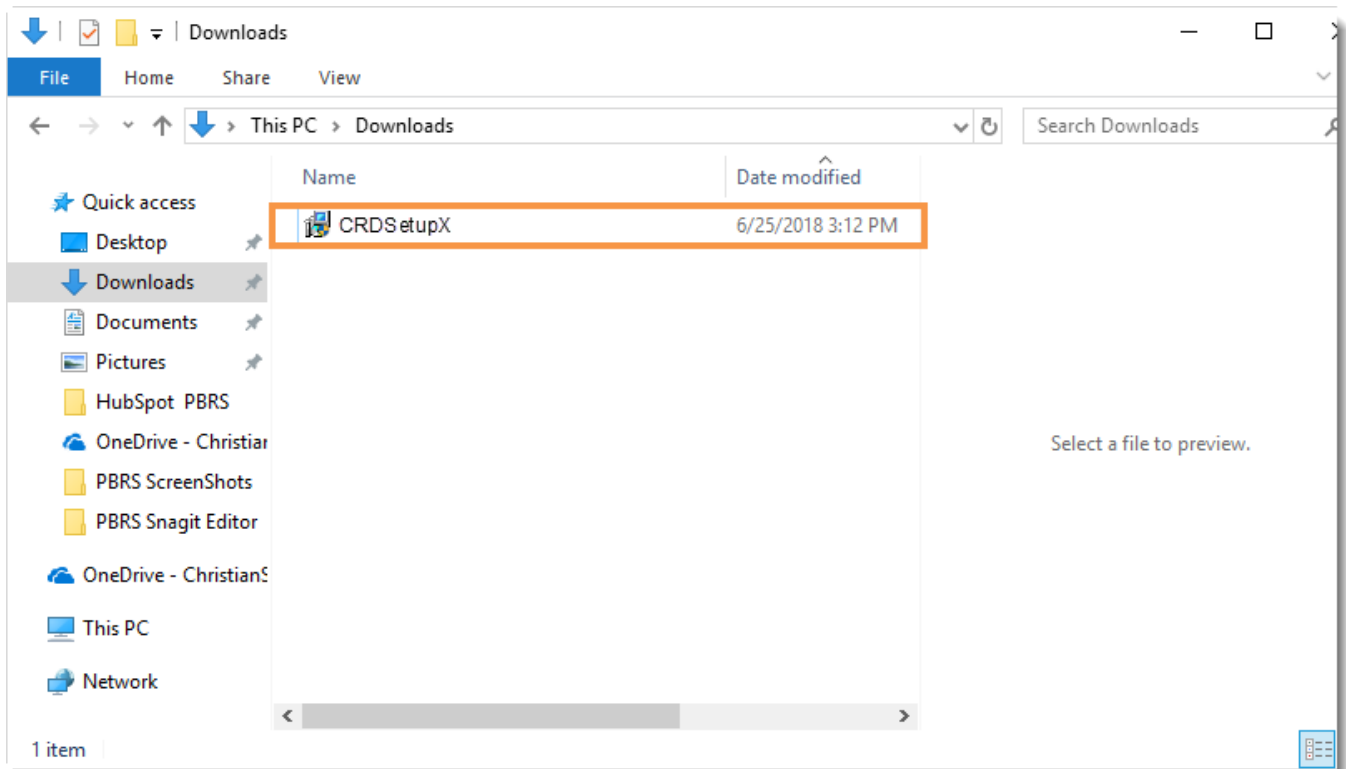 Downloads
File Home Share View
This PC > Downloads Search Downloads
Name Date modified
Quick access
CRDSetupX 6/25/2018 3:12 PM
Desktop
Downloads
Documents
Pictures
HubSpot PBRS
OneDrive - Christian
Select a file to preview.
PBRS ScreenShots
PBRS Snagit Editor
OneDrive - ChristianS
This PC
Network
1 item